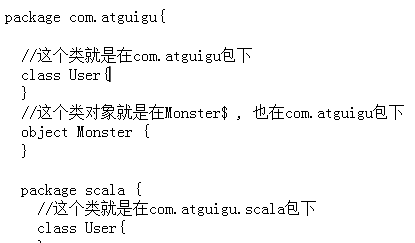 package com.atguigu{
//这个类就是在com.atguigu包下
class User{
}
//这个类对象就是在Monster$ , 也在com.atguigu包下
object Monster {
}
package scala {
//这个类就是在com.atguigu.scala包下
class User{
}